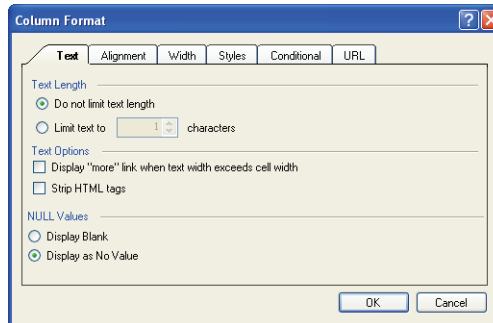 Column Format
Text Alignment Width Styles Conditional URL
Text Length
Do not limit text length
Limit text to 1 characters
Text Options
Display "more" link when text width exceeds cell width
Strip HTML tags
NULL Values
Display Blank
Display as No Value
OK Cancel